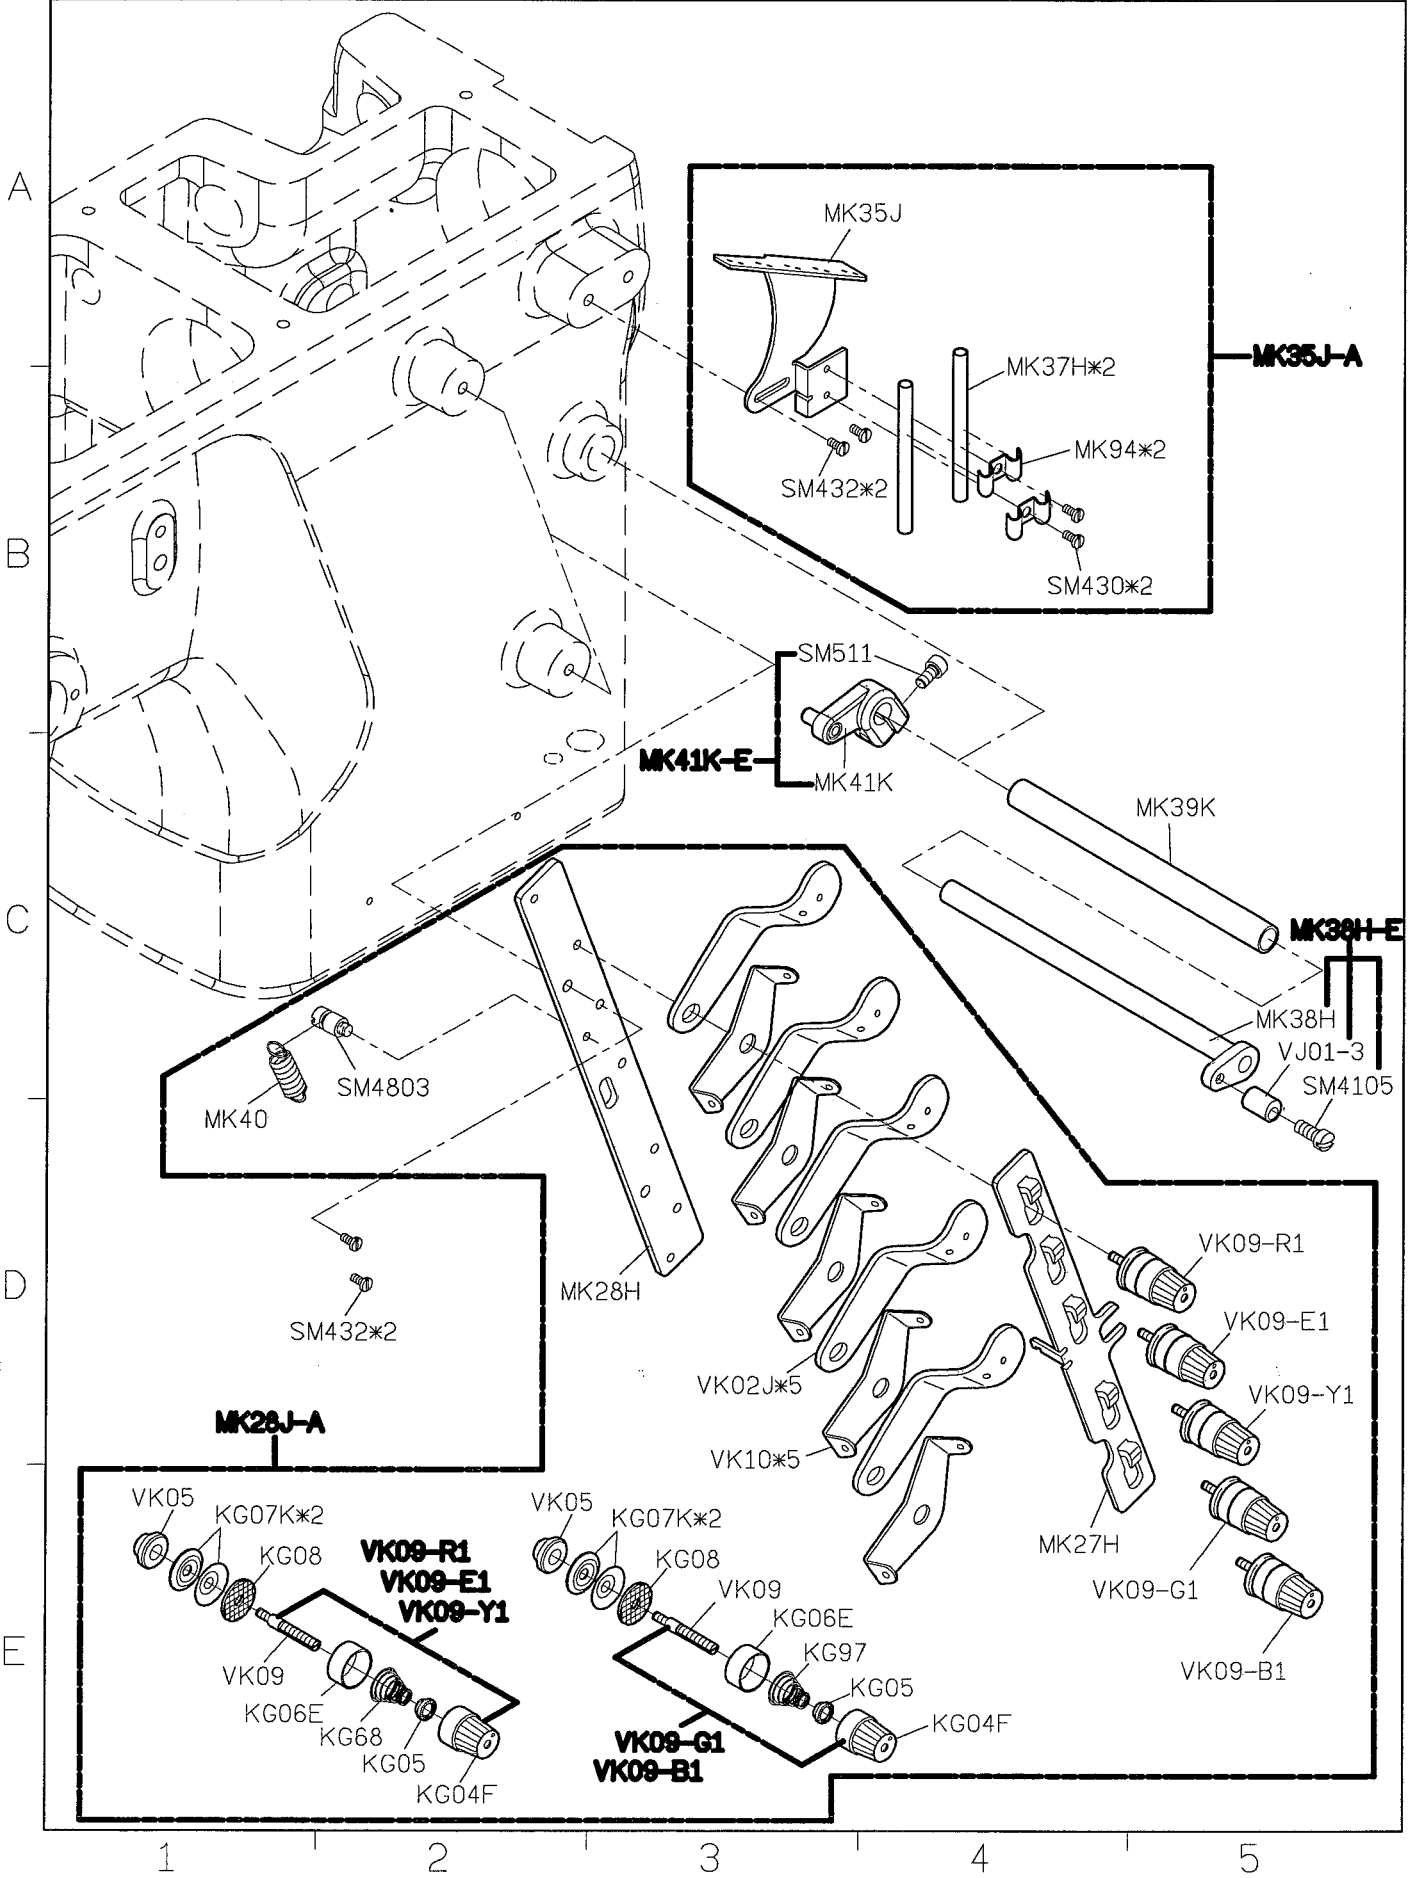 A
MK35J
MK35J-A
MK37H*2
MK94*2
SM432*2
B
SM430*2
SM511
MK41K-E
MK41K
MK39K
C
MK38H-E
MK38H
VJ01-3
SM4803
SM4105
MK40
VK09-R1
D
MK28H
SM432*2
VK09-E1
VK02J*5
VK09-Y1
MK28J-A
VK10*5
VK05
KG07K*2
KG08
VK09-R1
VK09-E1
VK09-Y1
VK05
KG07K*2
KG08
VK09
MK27H
VK09-G1
E
VK09
KG06E
KG68
KG05
KG04F
KG06E
KG97
KG05
KG04F
VK09-G1
VK09-B1
VK09-B1
1
2
3
4
5